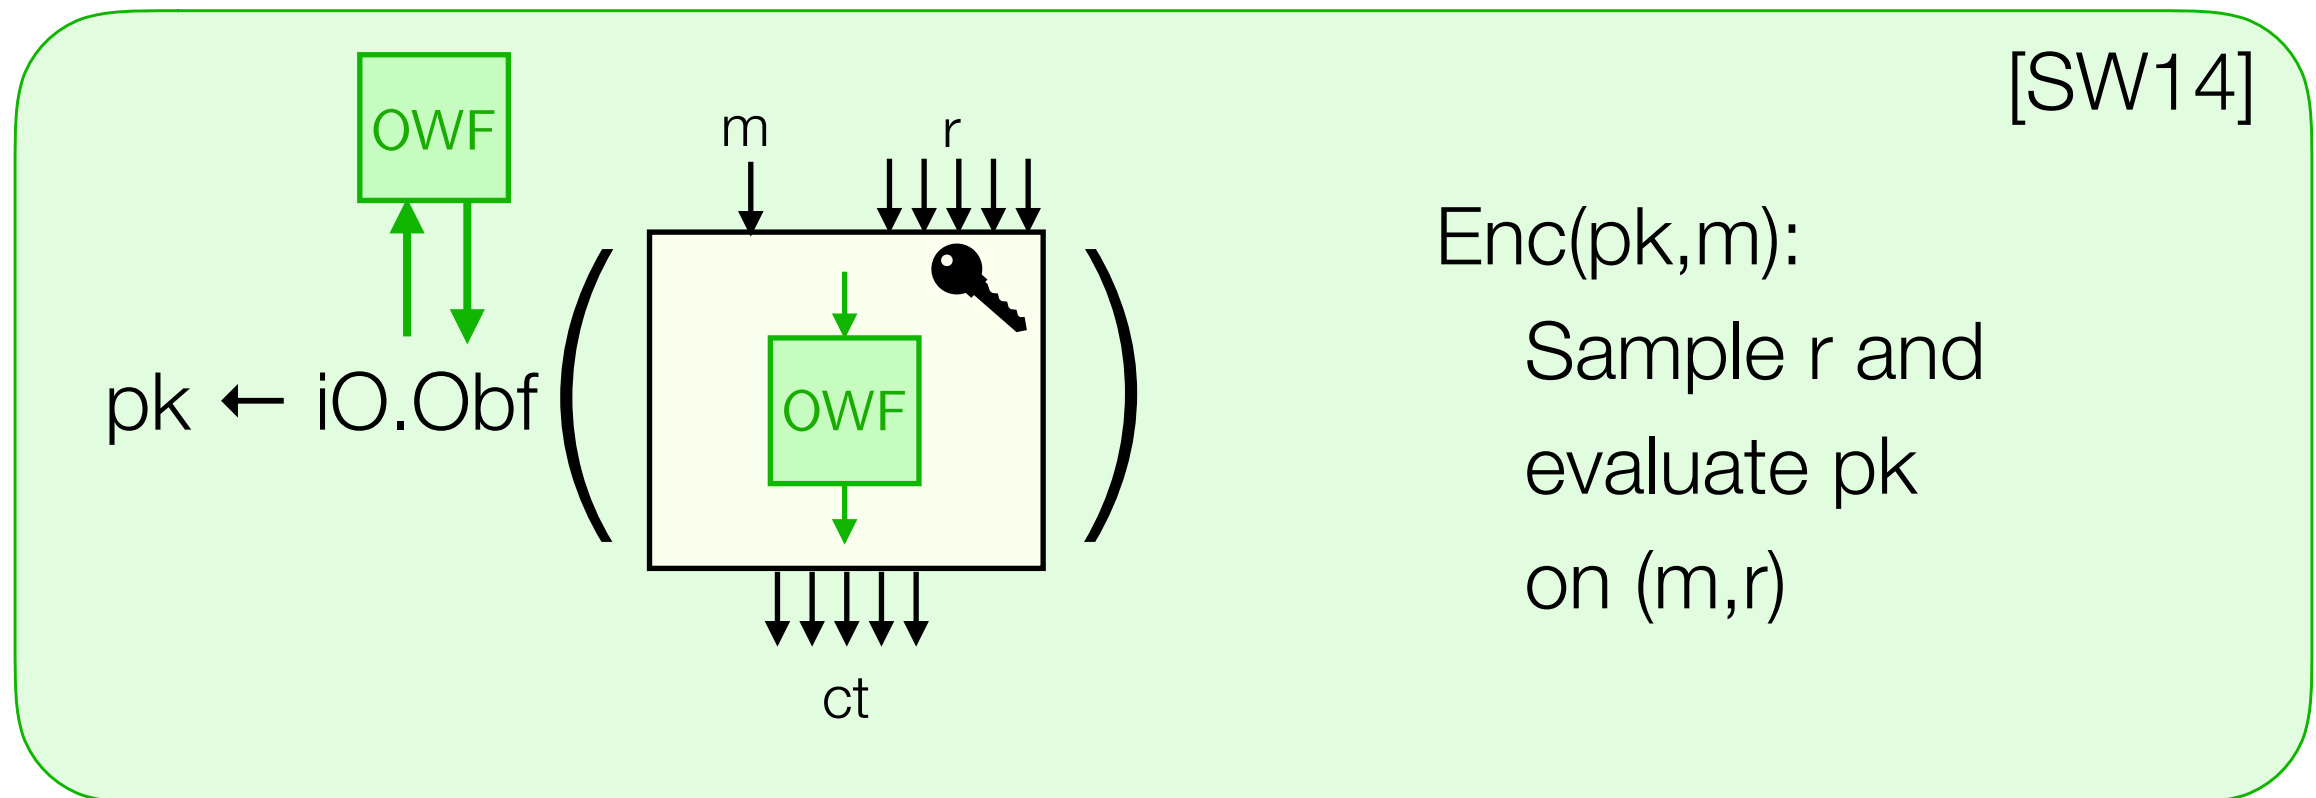 [SW14]
OWF
m
r
pk ← iO.Obf
OWF
ct
Enc(pk,m):
Sample r and
evaluate pk
on (m,r)